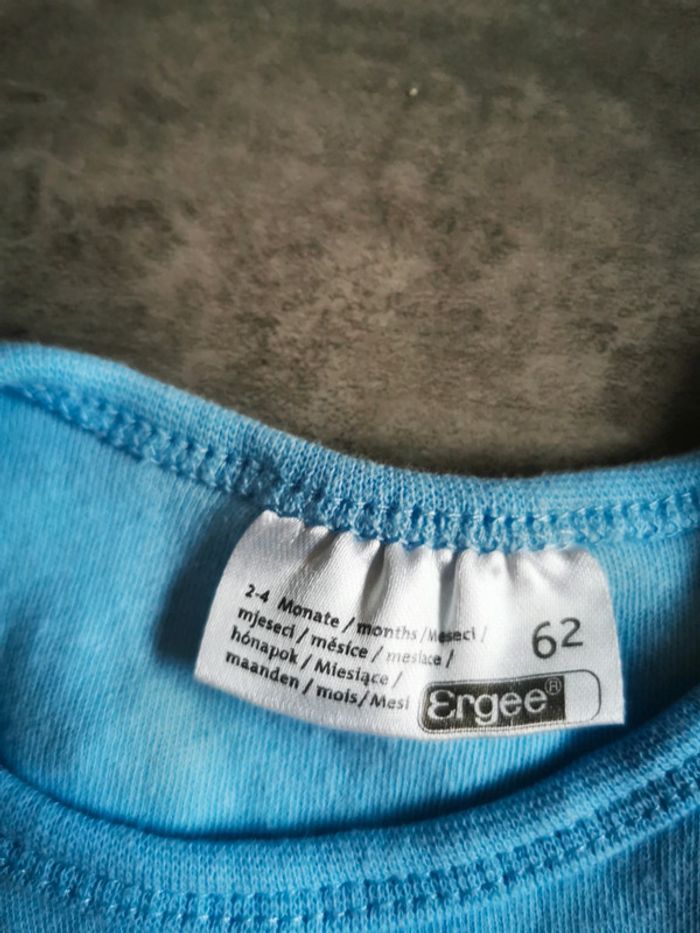 2-4 Monate / months / Meseci /
mjeseci / měsíce / mesiace /
hónapok / Miesiące /
maanden / mois / Mesi
62
Ergee®